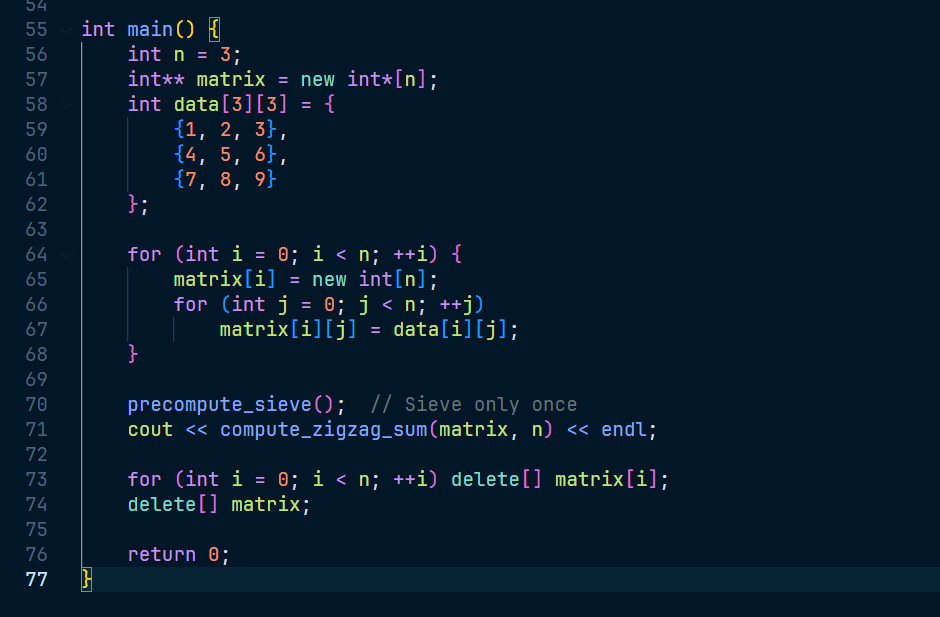 54
55 int main() {
56     int n = 3;
57     int** matrix = new int*[n];
58     int data[3][3] = {
59         {1, 2, 3},
60         {4, 5, 6},
61         {7, 8, 9}
62     };
63
64     for (int i = 0; i < n; ++i) {
65         matrix[i] = new int[n];
66         for (int j = 0; j < n; ++j)
67             matrix[i][j] = data[i][j];
68     }
69
70     precompute_sieve();  // Sieve only once
71     cout << compute_zigzag_sum(matrix, n) << endl;
72
73     for (int i = 0; i < n; ++i) delete[] matrix[i];
74     delete[] matrix;
75
76     return 0;
77 }